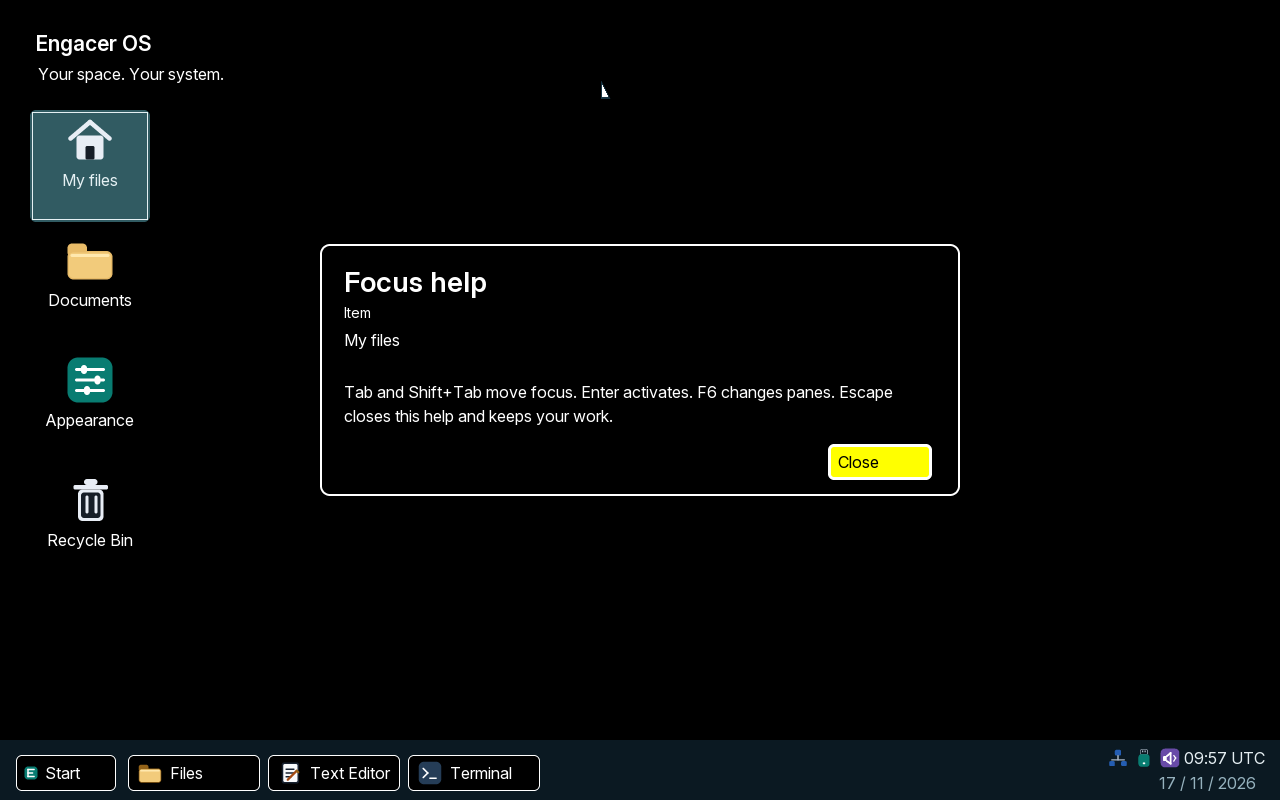 Engacer OS
Your space. Your system.
My files
Documents
Appearance
Recycle Bin
Focus help
Item
My files
Tab and Shift+Tab move focus. Enter activates. F6 changes panes. Escape
closes this help and keeps your work.
Close
Start
Files
Text Editor
Terminal
09:57 UTC
17 / 11 / 2026